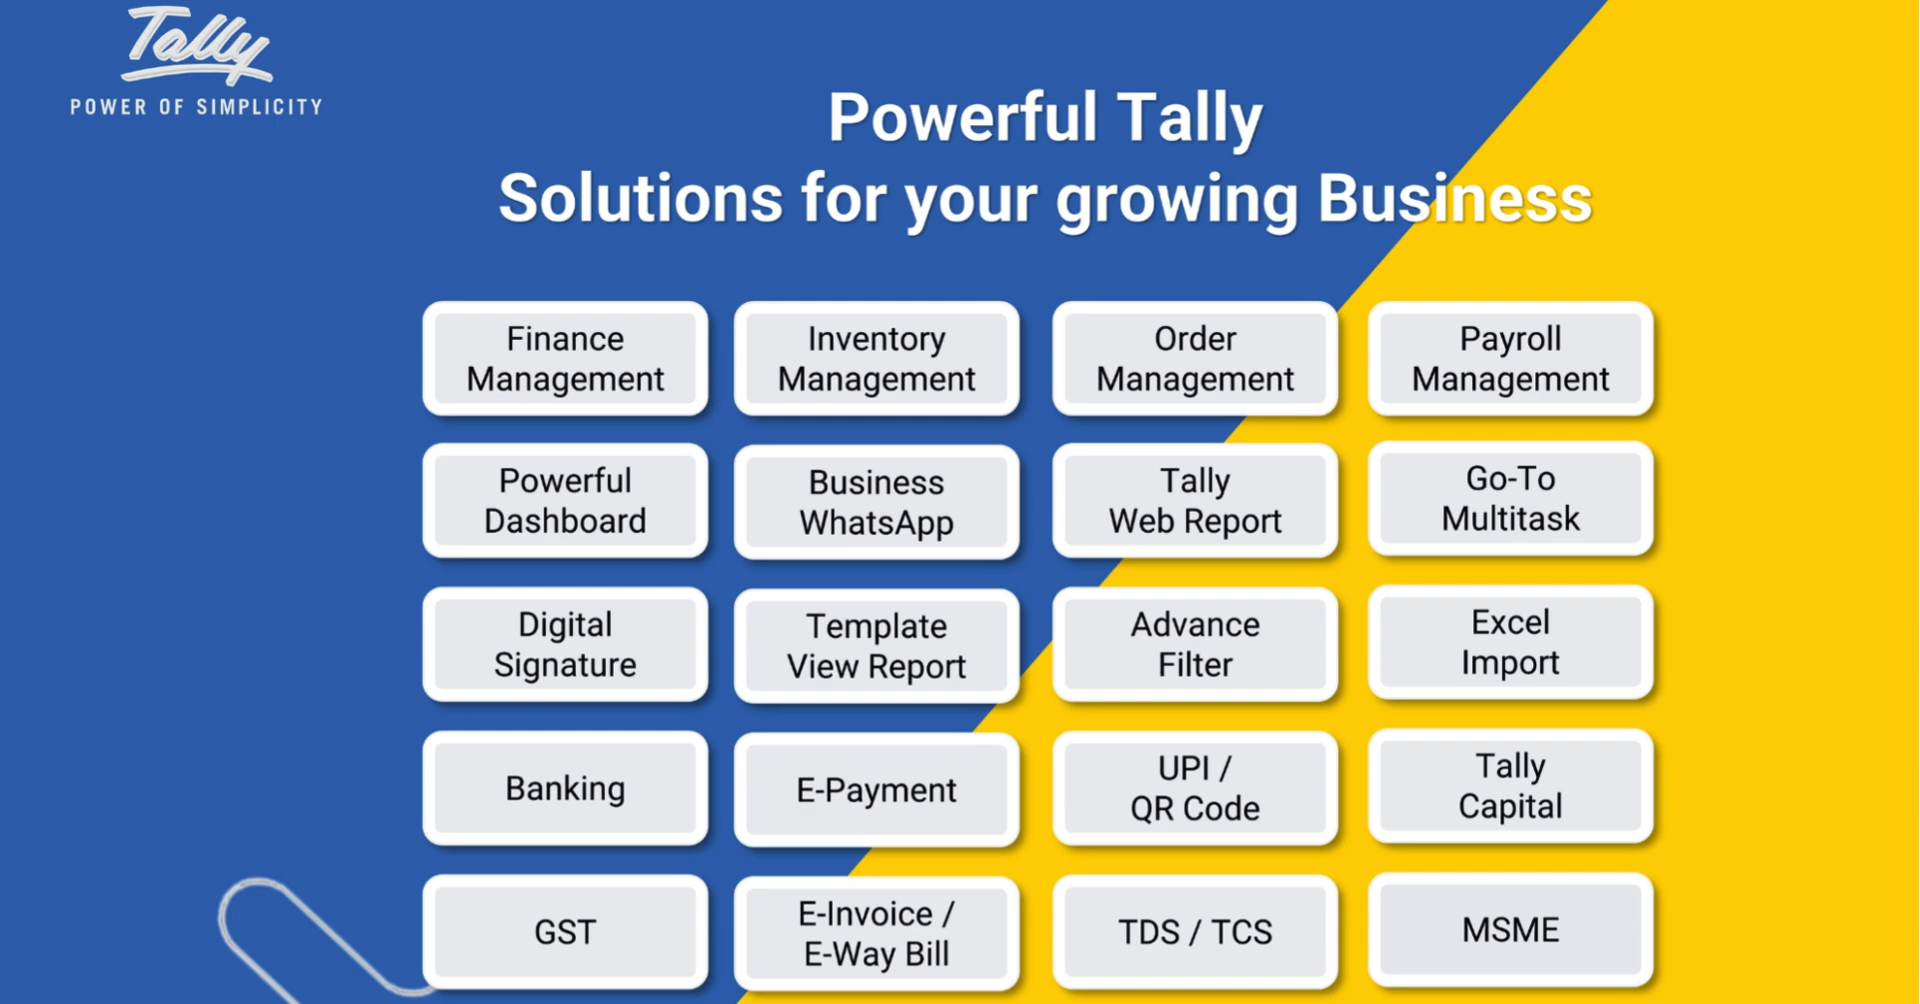 Tally
POWER OF SIMPLICITY
Powerful Tally
Solutions for your growing Business
Finance
Management
Inventory
Management
Order
Management
Payroll
Management
Powerful
Dashboard
Business
WhatsApp
Tally
Web Report
Go-To
Multitask
Digital
Signature
Template
View Report
Advance
Filter
Excel
Import
Banking
E-Payment
UPI /
QR Code
Tally
Capital
GST
E-Invoice /
E-Way Bill
TDS / TCS
MSME